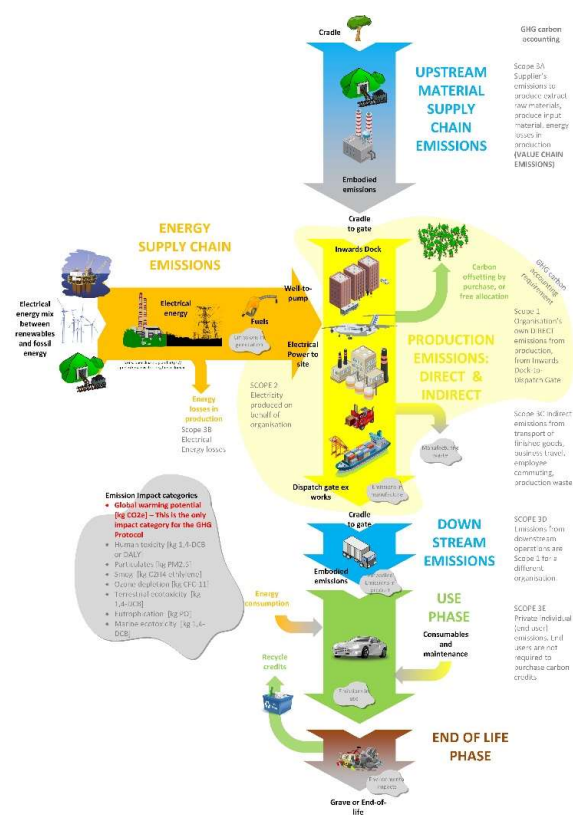 Cradle
GHG carbon
accounting
UPSTREAM
MATERIAL
SUPPLY
CHAIN
EMISSIONS
Scope 3A
Supplier's
emissions to
produce extract
raw materials,
produce input
material, energy
losses in
production
(VALUE CHAIN
EMISSIONS)
Embodied
emissions
Cradle
to gate
ENERGY
SUPPLY CHAIN
EMISSIONS
Inwards Dock
Carbon
offsetting by
purchase, or
free allocation
GHG carbon
accounting
requirement
Electrical
energy mix
between
renewables
and fossil
energy
Electrical
energy
Fuels
Well-to-
pump
Electrical
Power to
site
Scope 1
Organisation's
own DIRECT
emissions from
production,
from Inwards
Dock-to-
Dispatch Gate
PRODUCTION
EMISSIONS:
DIRECT &
INDIRECT
SCOPE 2
Electricity
produced on
behalf of
organisation
Energy
losses in
production
Scope 3B
Electrical
Energy losses
Scope 3C Indirect
emissions from
transport of
finished goods,
business travel,
employee
commuting,
production waste
Manufacturing
waste
Dispatch gate ex
works
Emissions in
manufacture
Emission Impact categories
• Global warming potential
[kg CO2e] – This is the only
impact category for the GHG
Protocol
• Human toxicity [kg 1,4-DCB
or DALY
• Particulates [kg PM2.5]
• Smog [kg C2H4 ethylene]
• Ozone depletion [kg CFC-11]
• Terrestrial ecotoxicity [kg
1,4-DCB]
• Eutrophication [kg PO]
• Marine ecotoxicity [kg 1,4-
DCB]
Cradle
to gate
DOWN
STREAM
EMISSIONS
SCOPE 3D
Emissions from
downstream
operations are
Scope 1 for a
different
organisation.
Embodied
emissions
Energy
consumption
USE
PHASE
Consumables
and
maintenance
SCOPE 3E
Private individual
(end user)
emissions. End
users are not
required to
purchase carbon
credits
Recycle
credits
END OF LIFE
PHASE
Grave or End-of-
life